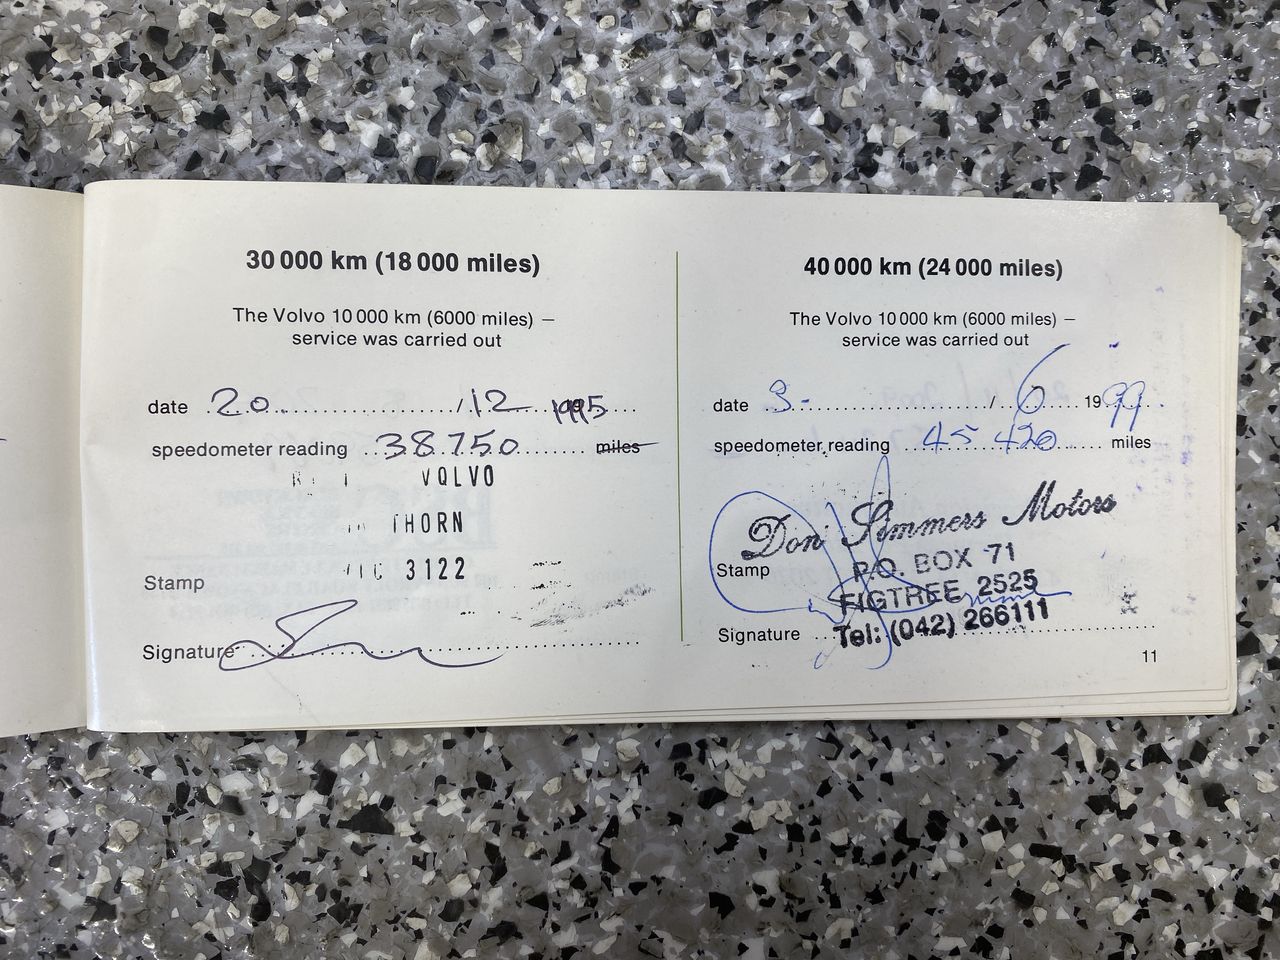 30 000 km (18 000 miles)
The Volvo 10 000 km (6000 miles) –
service was carried out
date 20 / 12 1995
speedometer reading 38750 miles
VOLVO
THORN
3122
Stamp
Signature
40 000 km (24 000 miles)
The Volvo 10 000 km (6000 miles) –
service was carried out
date 3- / 6 1999
speedometer reading 45 420 miles
Don Simmers Motors
Stamp
P.O. BOX 71
FIGTREE 2525
Signature
Tel: (042) 266111
11